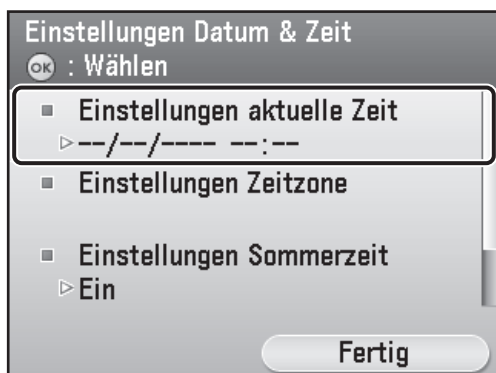 Einstellungen Datum & Zeit
OK : Wählen
Einstellungen aktuelle Zeit
--/--/---- --:--
Einstellungen Zeitzone
Einstellungen Sommerzeit
Ein
Fertig